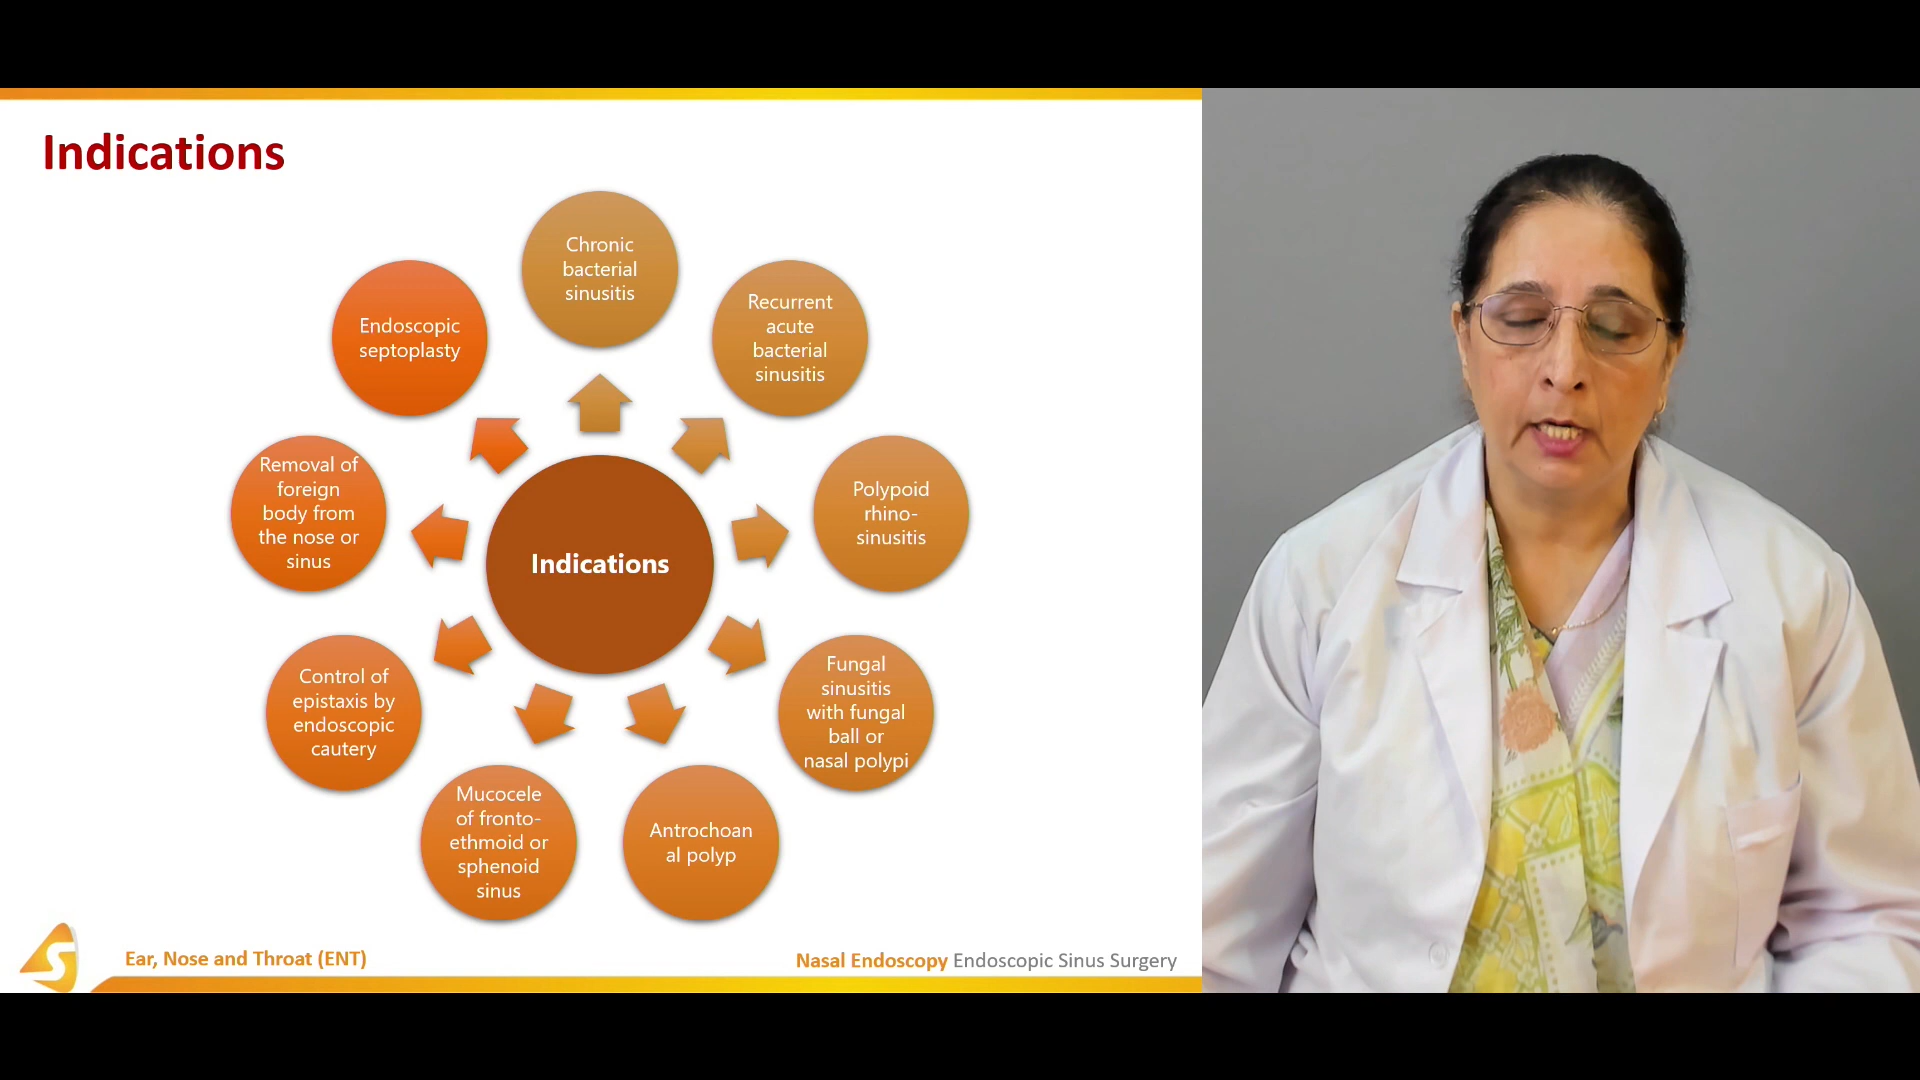 Indications
Chronic
bacterial
sinusitis
Recurrent
acute
bacterial
sinusitis
Polypoid
rhino-
sinusitis
Fungal
sinusitis
with fungal
ball or
nasal polypi
Antrochoan
al polyp
Mucocele
of fronto-
ethmoid or
sphenoid
sinus
Control of
epistaxis by
endoscopic
cautery
Removal of
foreign
body from
the nose or
sinus
Endoscopic
septoplasty
Indications
S
Ear, Nose and Throat (ENT)
Nasal Endoscopy Endoscopic Sinus Surgery